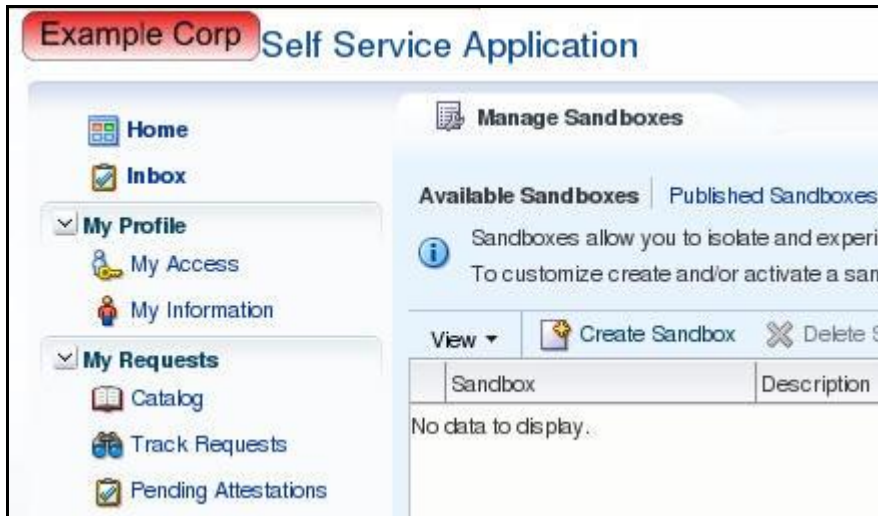 Example Corp Self Service Application
Home
Inbox
My Profile
My Access
My Information
My Requests
Catalog
Track Requests
Pending Attestations
Manage Sandboxes
Available Sandboxes Published Sandboxes
Sandboxes allow you to isolate and experi
To customize create and/or activate a san
View Create Sandbox Delete S
Sandbox Description
No data to display.